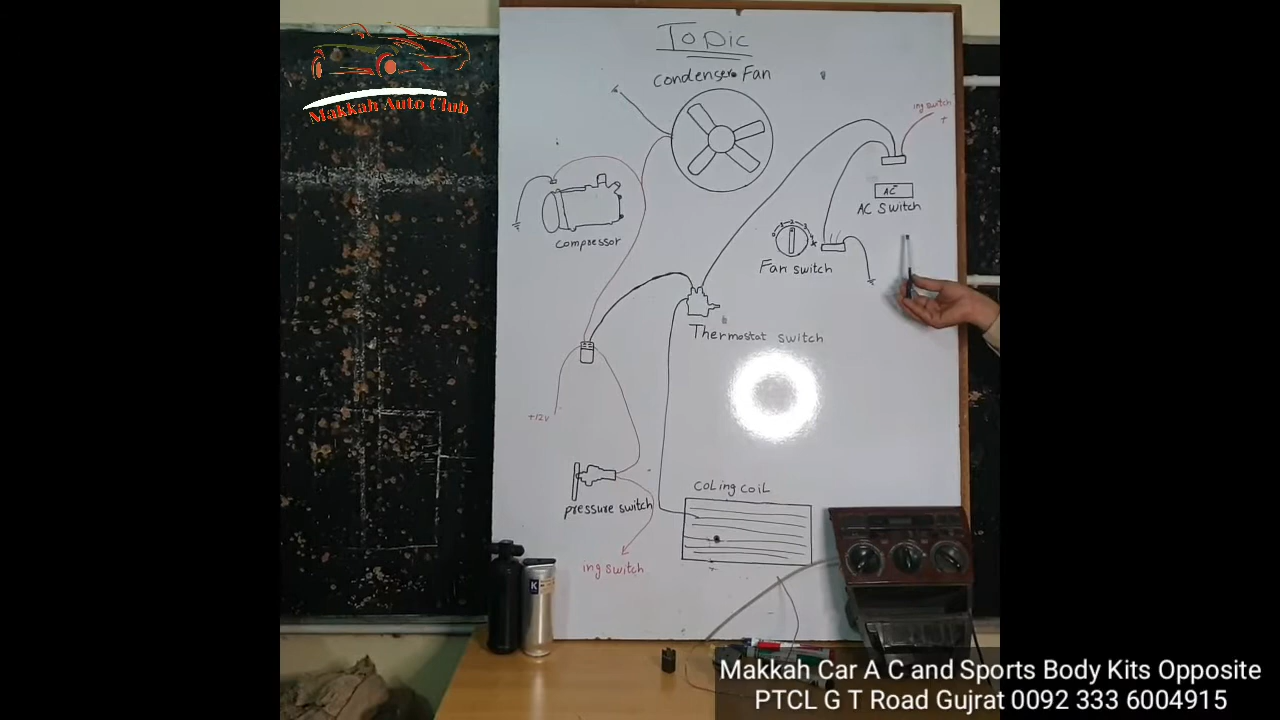 Makkah Auto Club
Topic
Condenser Fan
ing switch
+
AC
AC Switch
compressor
Fan switch
Thermostat switch
+12V
CoLing coiL
pressure switch
ing switch
K
Makkah Car A C and Sports Body Kits Opposite
PTCL G T Road Gujrat 0092 333 6004915